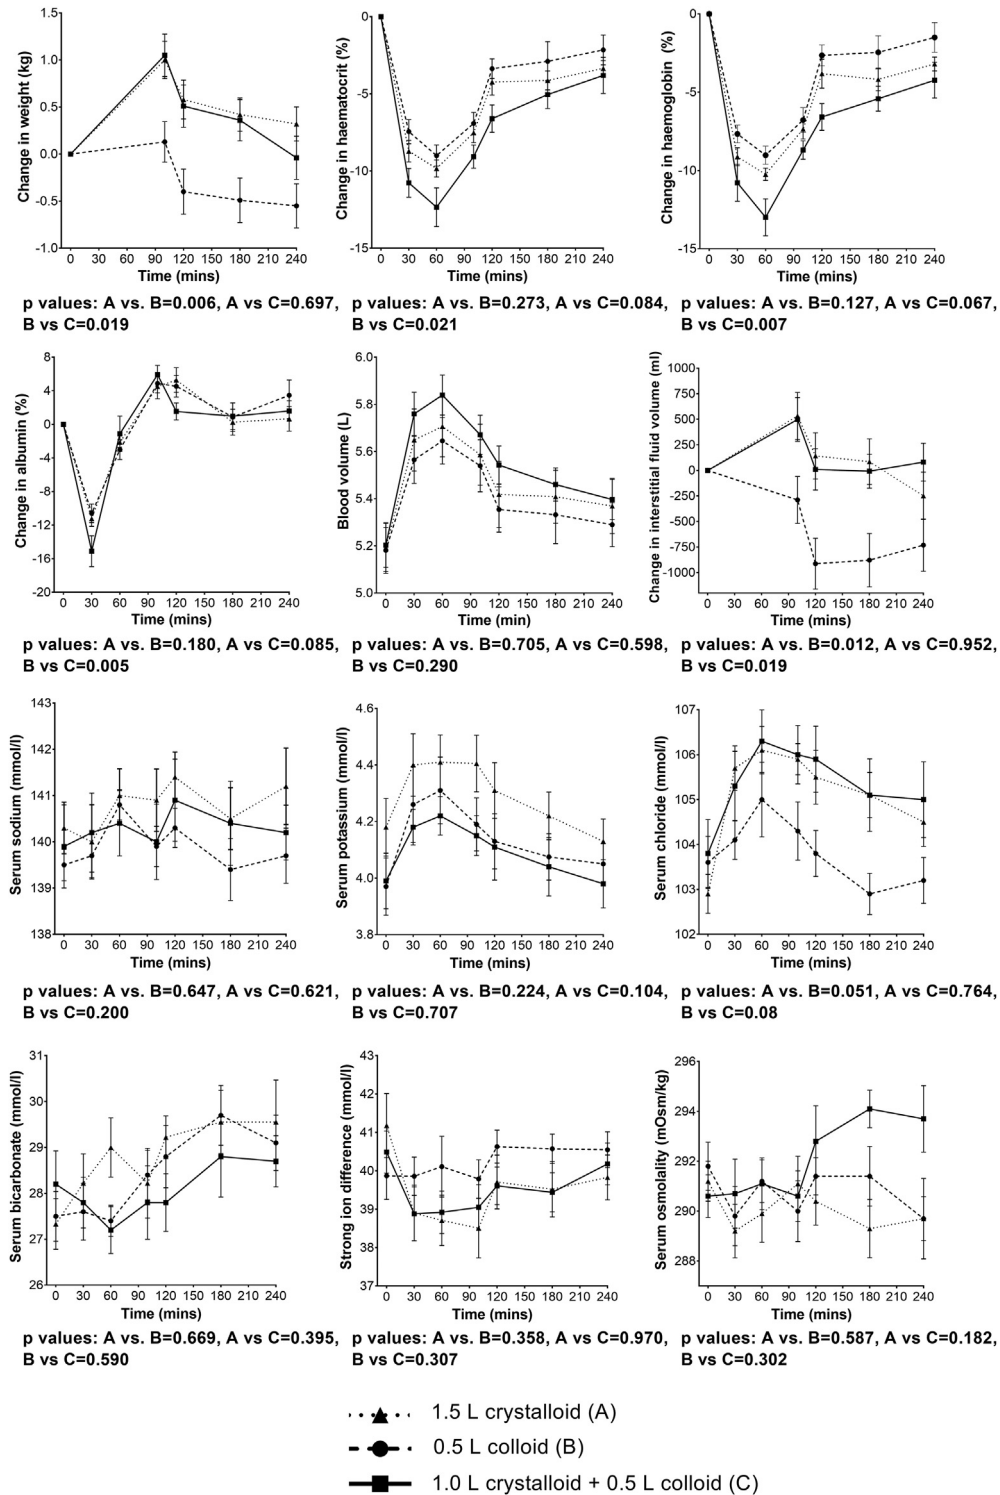 Change in weight (kg)
1.5
1.0
0.5
0.0
-0.5
-1.0
0 30 60 90 120 150 180 210 240
Time (mins)
p values: A vs. B=0.006, A vs C=0.697,
B vs C=0.019
Change in haematocrit (%)
0
-5
-10
-15
0 30 60 90 120 150 180 210 240
Time (mins)
p values: A vs. B=0.273, A vs C=0.084,
B vs C=0.021
Change in haemoglobin (%)
0
-5
-10
-15
0 30 60 90 120 150 180 210 240
Time (mins)
p values: A vs. B=0.127, A vs C=0.067,
B vs C=0.007
Change in albumin (%)
8
4
0
-4
-8
-12
-16
-20
0 30 60 90 120 150 180 210 240
Time (mins)
p values: A vs. B=0.180, A vs C=0.085,
B vs C=0.005
Blood volume (L)
6.0
5.8
5.6
5.4
5.2
5.0
0 30 60 90 120 150 180 210 240
Time (mins)
p values: A vs. B=0.705, A vs C=0.598,
B vs C=0.290
Change in interstitial fluid volume (ml)
1000
750
500
250
0
-250
-500
-750
-1000
0 30 60 90 120 150 180 210 240
Time (mins)
p values: A vs. B=0.012, A vs C=0.952,
B vs C=0.019
Serum sodium (mmol/l)
143
142
141
140
139
138
0 30 60 90 120 150 180 210 240
Time (mins)
p values: A vs. B=0.647, A vs C=0.621,
B vs C=0.200
Serum potassium (mmol/l)
4.6
4.4
4.2
4.0
3.8
0 30 60 90 120 150 180 210 240
Time (mins)
p values: A vs. B=0.224, A vs C=0.104,
B vs C=0.707
Serum chloride (mmol/l)
107
106
105
104
103
102
0 30 60 90 120 150 180 210 240
Time (mins)
p values: A vs. B=0.051, A vs C=0.764,
B vs C=0.08
Serum bicarbonate (mmol/l)
31
30
29
28
27
26
0 30 60 90 120 150 180 210 240
Time (mins)
p values: A vs. B=0.669, A vs C=0.395,
B vs C=0.590
Strong ion difference (mmol/l)
43
42
41
40
39
38
37
0 30 60 90 120 150 180 210 240
Time (mins)
p values: A vs. B=0.358, A vs C=0.970,
B vs C=0.307
Serum osmolality (mOsm/kg)
296
294
292
290
288
0 30 60 90 120 150 180 210 240
Time (mins)
p values: A vs. B=0.587, A vs C=0.182,
B vs C=0.302
1.5 L crystalloid (A)
0.5 L colloid (B)
1.0 L crystalloid + 0.5 L colloid (C)